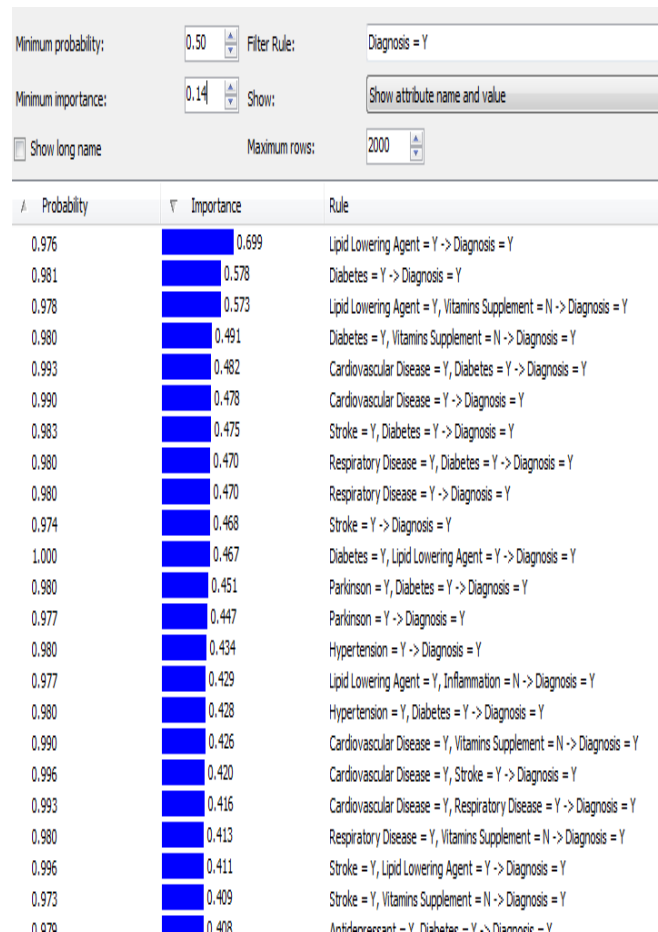 Minimum probability: 0.50 Filter Rule: Diagnosis = Y
Minimum importance: 0.14 Show: Show attribute name and value
Show long name Maximum rows: 2000
Probability Importance Rule
0.976 0.699 Lipid Lowering Agent = Y -> Diagnosis = Y
0.981 0.578 Diabetes = Y -> Diagnosis = Y
0.978 0.573 Lipid Lowering Agent = Y, Vitamins Supplement = N -> Diagnosis = Y
0.980 0.491 Diabetes = Y, Vitamins Supplement = N -> Diagnosis = Y
0.993 0.482 Cardiovascular Disease = Y, Diabetes = Y -> Diagnosis = Y
0.990 0.478 Cardiovascular Disease = Y -> Diagnosis = Y
0.983 0.475 Stroke = Y, Diabetes = Y -> Diagnosis = Y
0.980 0.470 Respiratory Disease = Y, Diabetes = Y -> Diagnosis = Y
0.980 0.470 Respiratory Disease = Y -> Diagnosis = Y
0.974 0.468 Stroke = Y -> Diagnosis = Y
1.000 0.467 Diabetes = Y, Lipid Lowering Agent = Y -> Diagnosis = Y
0.980 0.451 Parkinson = Y, Diabetes = Y -> Diagnosis = Y
0.977 0.447 Parkinson = Y -> Diagnosis = Y
0.980 0.434 Hypertension = Y -> Diagnosis = Y
0.977 0.429 Lipid Lowering Agent = Y, Inflammation = N -> Diagnosis = Y
0.980 0.428 Hypertension = Y, Diabetes = Y -> Diagnosis = Y
0.990 0.426 Cardiovascular Disease = Y, Vitamins Supplement = N -> Diagnosis = Y
0.996 0.420 Cardiovascular Disease = Y, Stroke = Y -> Diagnosis = Y
0.993 0.416 Cardiovascular Disease = Y, Respiratory Disease = Y -> Diagnosis = Y
0.980 0.413 Respiratory Disease = Y, Vitamins Supplement = N -> Diagnosis = Y
0.996 0.411 Stroke = Y, Lipid Lowering Agent = Y -> Diagnosis = Y
0.973 0.409 Stroke = Y, Vitamins Supplement = N -> Diagnosis = Y
0.979 0.408 Antidepressant = Y, Diabetes = Y -> Diagnosis = Y